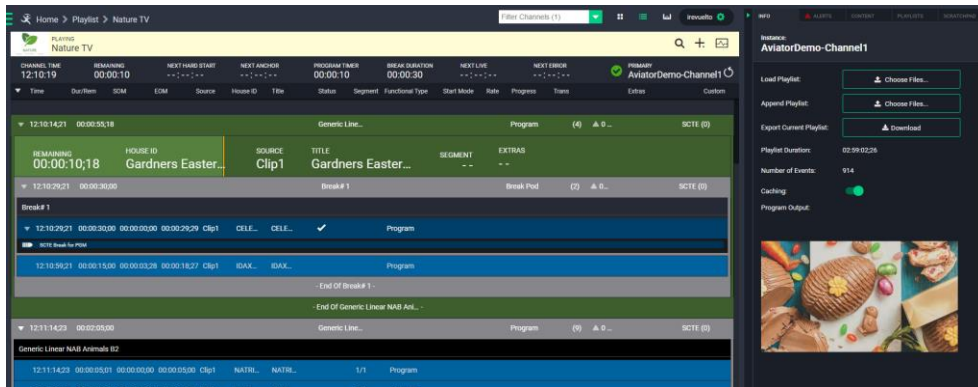 Home > Playlist > Nature TV
Filter Channels (1)
irevuelto
PLAYING
Nature TV
CHANNEL TIME REMAINING NEXT HARD START NEXT ANCHOR PROGRAM TIMER BREAK DURATION NEXT LIVE NEXT ERROR PRIMARY
12:10:19 00:00:10 --:--:-- --:--:-- 00:00:10 00:00:30 --:--:-- --:--:-- AviatorDemo-Channel1
Time Dur/Rem SOM EOM Source House ID Title Status Segment Functional Type Start Mode Rate Progress Trans Extras Custom
12:10:14;21 00:00:55;18 Generic Line... Program (4) 0 ... SCTE (0)
REMAINING HOUSE ID SOURCE TITLE SEGMENT EXTRAS
00:00:10;18 Gardners Easter... Clip1 Gardners Easter... -- --
12:10:29;21 00:00:30;00 Break# 1 Break Pod (2) 0... SCTE (0)
Break# 1
12:10:29;21 00:00:30;00 00:00:00;00 00:00:29;29 Clip1 CELE... CELE... Program
SCTE Break for PGM
12:10:59;21 00:00:15;00 00:00:03;28 00:00:18;27 Clip1 IDAX... IDAX... Program
- End Of Break# 1 -
- End Of Generic Linear NAB Ani... -
12:11:14;23 00:02:05;00 Generic Line... Program (9) 0 ... SCTE (0)
Generic Linear NAB Animals B2
12:11:14;23 00:00:05;01 00:00:00;00 00:00:05;00 Clip1 NATRI... NATRI... 1/1 Program
INFO ALERTS CONTENT PLAYLISTS
Instance:
AviatorDemo-Channel1
Load Playlist: Choose Files...
Append Playlist: Choose Files...
Export Current Playlist: Download
Playlist Duration: 02:59:02;26
Number of Events: 914
Caching:
Program Output: